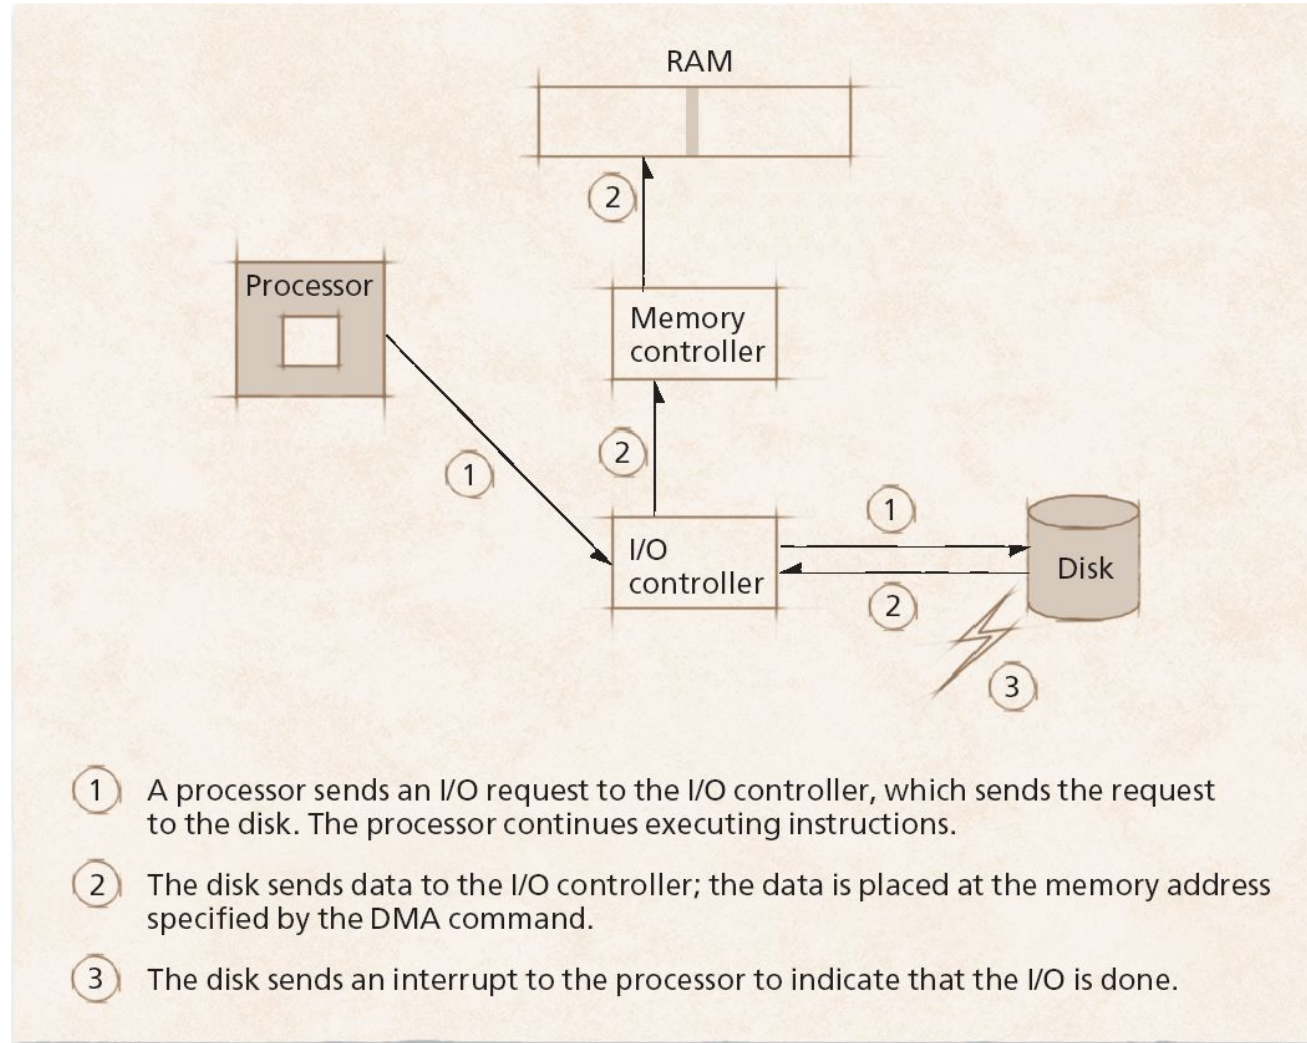 RAM
2
Processor
Memory
controller
2
1
1
I/O
controller
Disk
2
3
1 A processor sends an I/O request to the I/O controller, which sends the request
to the disk. The processor continues executing instructions.
2 The disk sends data to the I/O controller; the data is placed at the memory address
specified by the DMA command.
3 The disk sends an interrupt to the processor to indicate that the I/O is done.